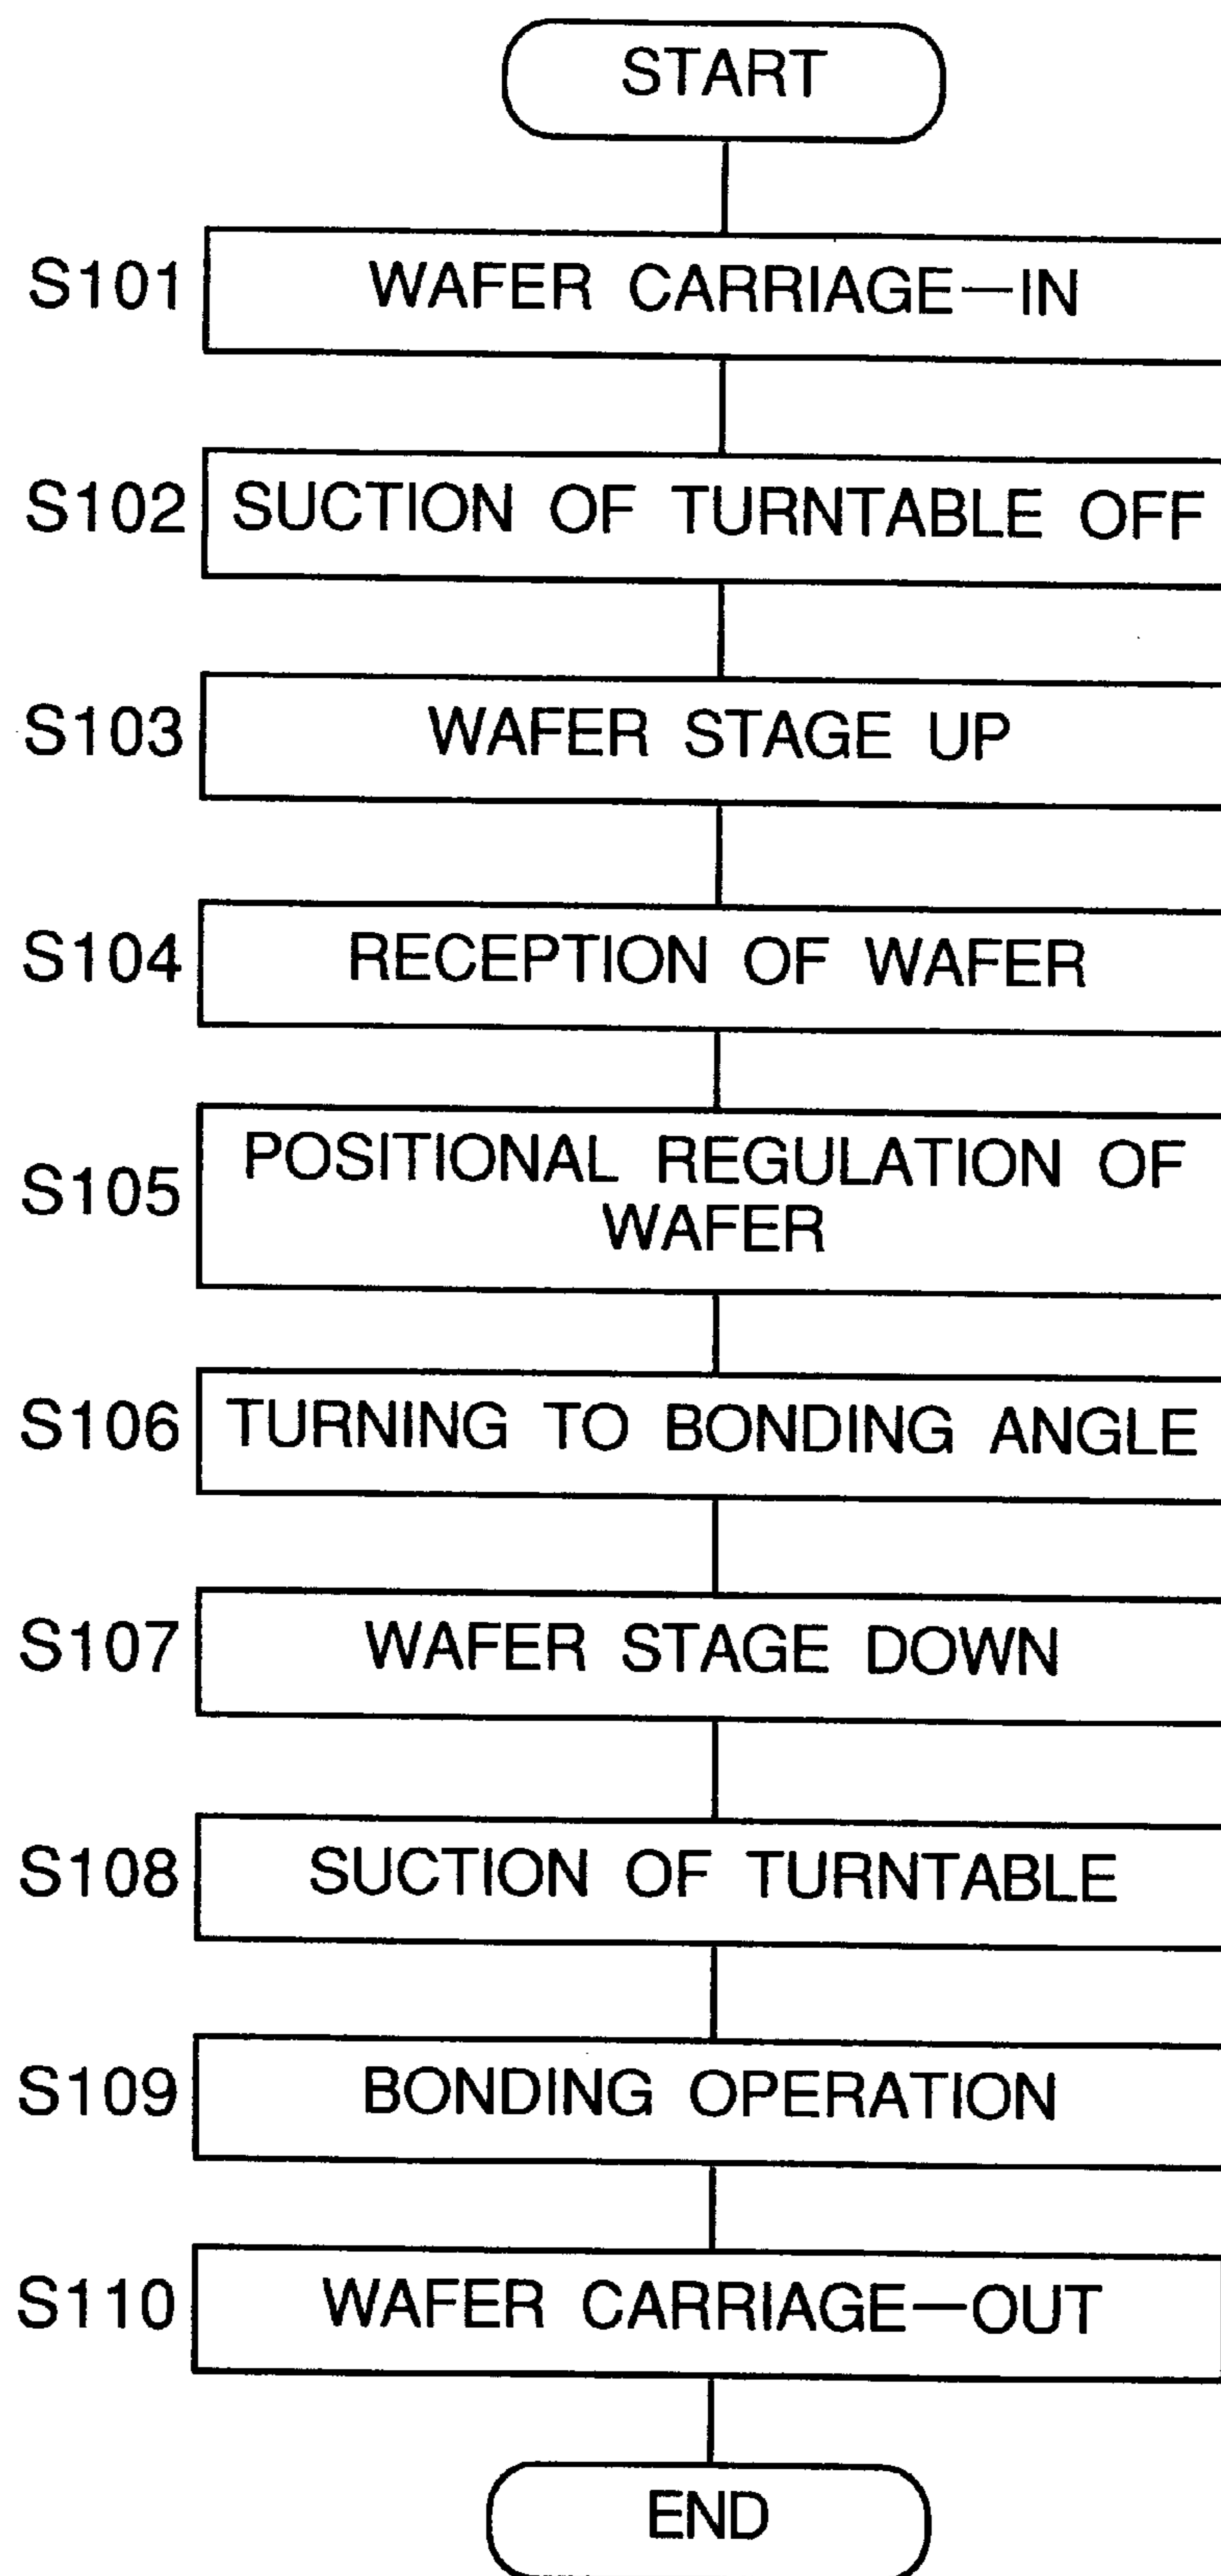 START
S101 WAFER CARRIAGE—IN
S102 SUCTION OF TURNTABLE OFF
S103 WAFER STAGE UP
S104 RECEPTION OF WAFER
S105 POSITIONAL REGULATION OF
WAFER
S106 TURNING TO BONDING ANGLE
S107 WAFER STAGE DOWN
S108 SUCTION OF TURNTABLE
S109 BONDING OPERATION
S110 WAFER CARRIAGE—OUT
END